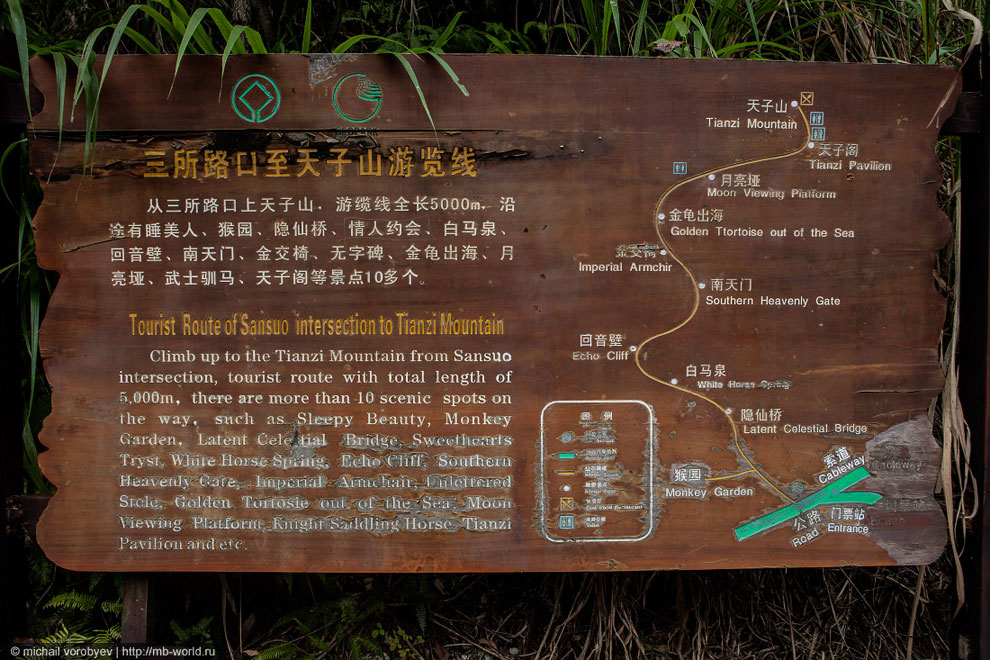 三所路口至天子山游览线
从三所路口上天子山，游缆线全长5000m，沿
途有睡美人、猴园、隐仙桥、情人约会、白马泉、
回音壁、南天门、金交椅、无字碑、金龟出海、月
亮垭、武士驯马、天子阁等景点10多个。
Tourist Route of Sansuo intersection to Tianzi Mountain
Climb up to the Tianzi Mountain from Sansuo
intersection, tourist route with total length of
5,000m, there are more than 10 scenic spots on
the way, such as Sleepy Beauty, Monkey
Garden, Latent Celestial Bridge, Sweethearts
Tryst, White Horse Spring, Echo Cliff, Southern
Heavenly Gate, Imperial Armchair, Unlettered
Stele, Golden Tortosie out of the Sea, Moon
Viewing Platform, Knight Saddling Horse, Tianzi
Pavilion and etc.
天子山
Tianzi Mountain
天子阁
Tianzi Pavilion
月亮垭
Moon Viewing Platform
金龟出海
Golden Ttortoise out of the Sea
金交椅
Imperial Armchir
南天门
Southern Heavenly Gate
回音壁
Echo Cliff
白马泉
White Horse Spring
隐仙桥
Latent Celestial Bridge
猴园
Monkey Garden
索道
Cableway
公路
Road
门票站
Entrance
图 例
© michail vorobyev | http://mb-world.ru